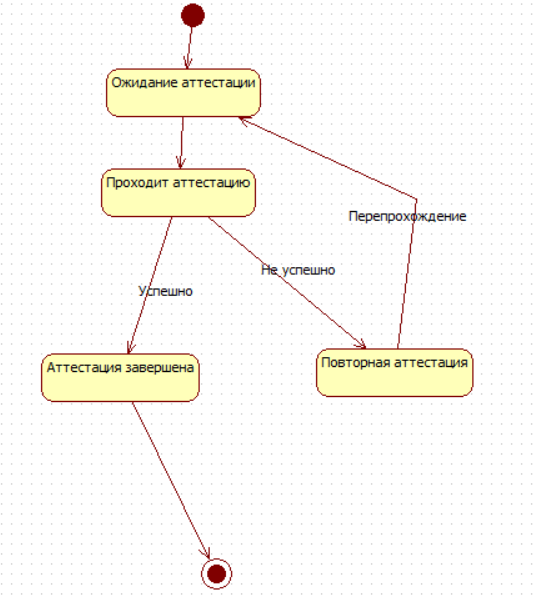 Ожидание аттестации
Проходит аттестацию
Перепрохождение
Не успешно
Успешно
Аттестация завершена
Повторная аттестация